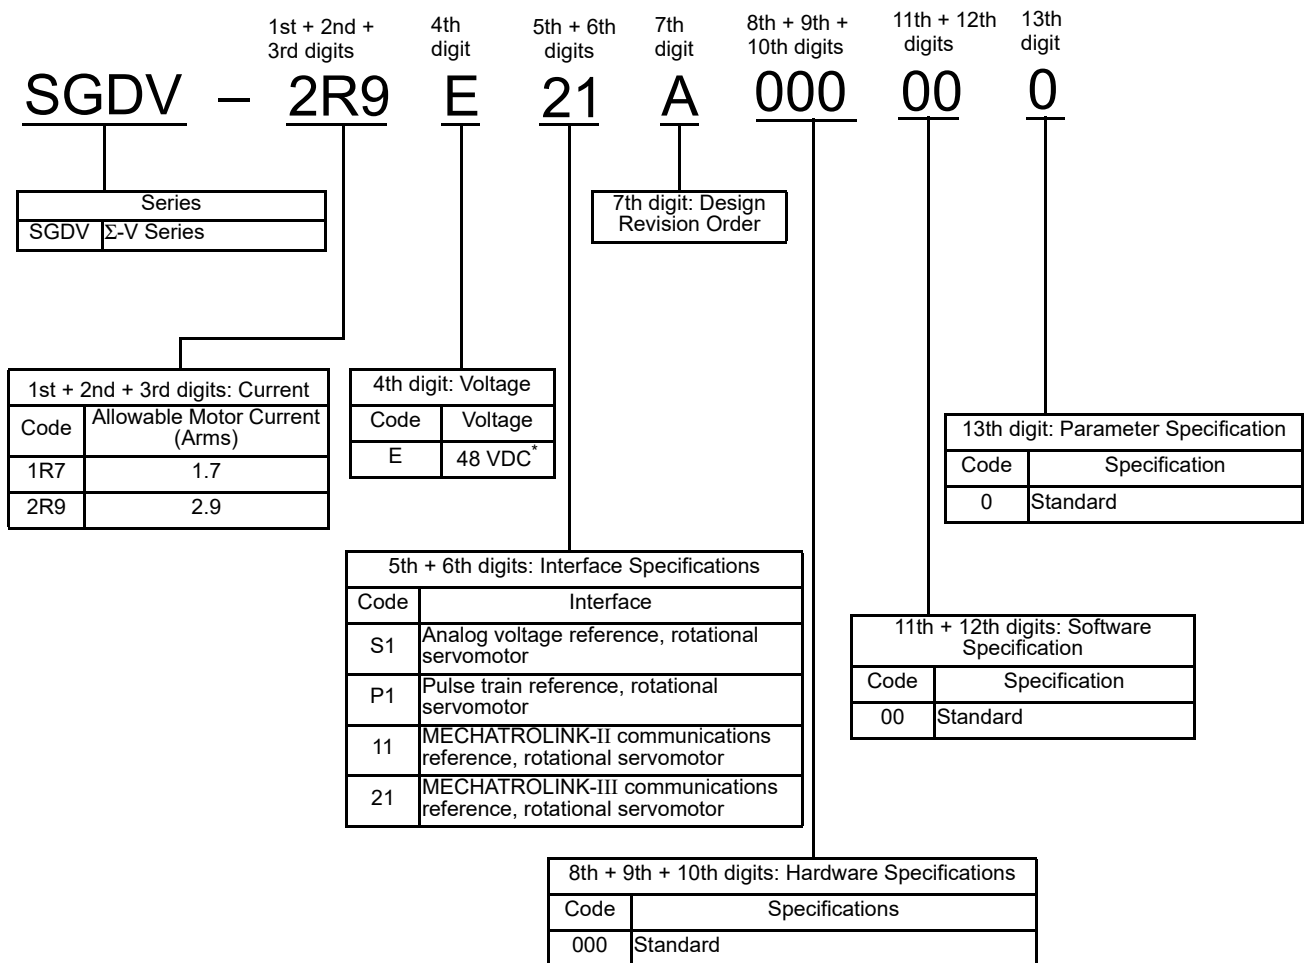 1st + 2nd +
3rd digits
4th
digit
5th + 6th
digits
7th
digit
8th + 9th +
10th digits
11th + 12th
digits
13th
digit
SGDV – 2R9 E 21 A 000 00 0
Series
SGDV Σ-V Series
7th digit: Design
Revision Order
1st + 2nd + 3rd digits: Current
Code Allowable Motor Current
(Arms)
1R7 1.7
2R9 2.9
4th digit: Voltage
Code Voltage
E 48 VDC*
13th digit: Parameter Specification
Code Specification
0 Standard
5th + 6th digits: Interface Specifications
Code Interface
S1 Analog voltage reference, rotational
servomotor
P1 Pulse train reference, rotational
servomotor
11 MECHATROLINK-II communications
reference, rotational servomotor
21 MECHATROLINK-III communications
reference, rotational servomotor
11th + 12th digits: Software
Specification
Code Specification
00 Standard
8th + 9th + 10th digits: Hardware Specifications
Code Specifications
000 Standard